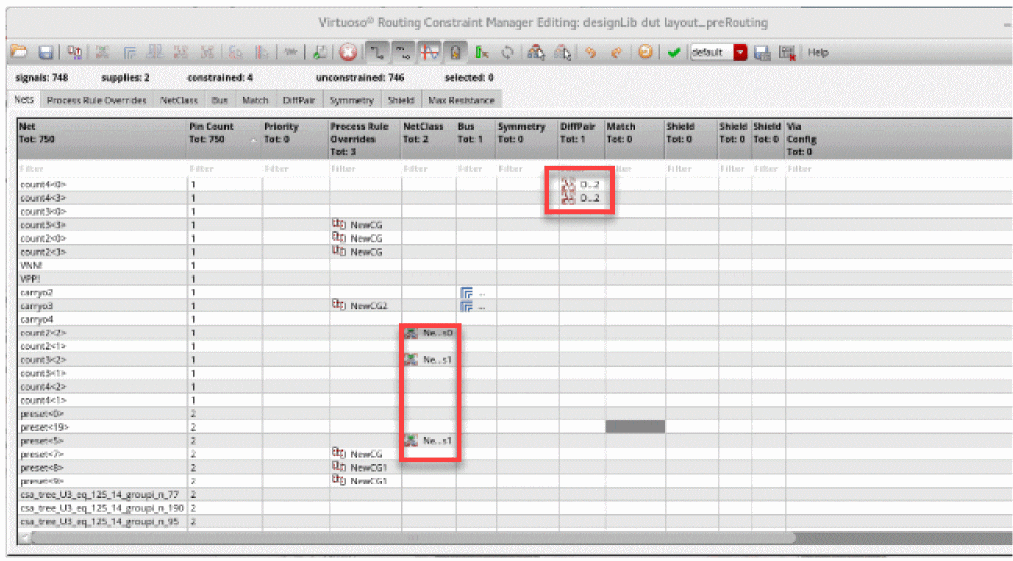 Virtuoso® Routing Constraint Manager Editing: designLib dut layout_preRouting
default Help
signals: 748 supplies: 2 constrained: 4 unconstrained: 746 selected: 0
Nets Process Rule Overrides NetClass Bus Match DiffPair Symmetry Shield Max Resistance
Net Pin Count Priority Process Rule NetClass Bus Symmetry DiffPair Match Shield Shield Shield Via
Tot: 750 Tot: 750 Tot: 0 Overrides Tot: 2 Tot: 1 Tot: 0 Tot: 1 Tot: 0 Tot: 0 Tot: 0 Tot: 0 Config
Tot: 3 Tot: 0
Filter Filter Filter Filter Filter Filter Filter Filter Filter Filter Filter
count4<0> 1 D...2
count4<3> 1 D...2
count3<0> 1
count3<3> 1 NewCG
count2<0> 1 NewCG
count2<3> 1 NewCG
VNN! 1
VPP! 1
carryo2 1 ...
carryo3 1 NewCG2 ...
carryo4 1
count2<2> 1 Ne...s0
count2<1> 1
count3<2> 1 Ne...s1
count3<1> 1
count4<2> 1
count4<1> 1
preset<0> 2
preset<19> 2
preset<5> 2 Ne...s1
preset<7> 2 NewCG
preset<8> 2 NewCG1
preset<9> 2 NewCG1
csa_tree_U3_eq_125_14_groupi_n_77 2
csa_tree_U3_eq_125_14_groupi_n_190 2
csa_tree_U3_eq_125_14_groupi_n_95 2